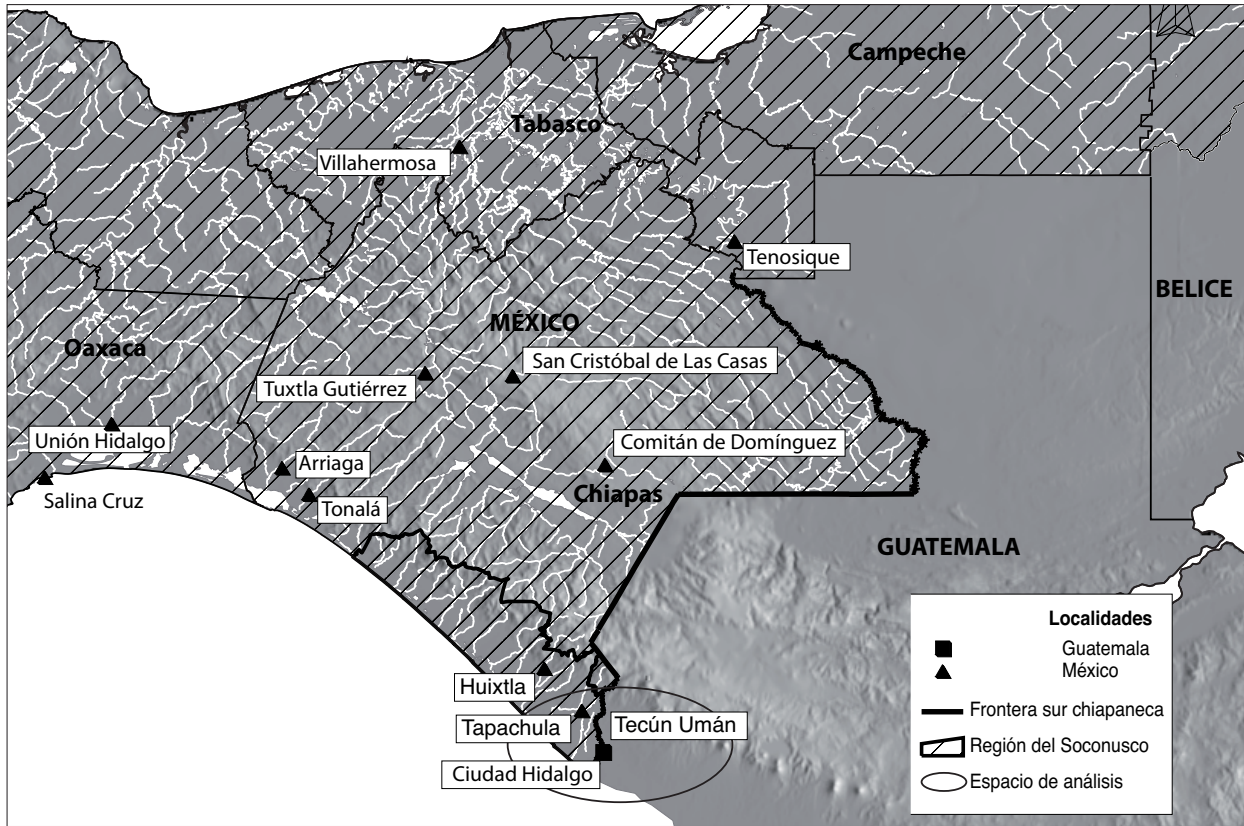 Campeche
Tabasco
Villahermosa
Tenosique
BELICE
MÉXICO
Oaxaca
San Cristóbal de Las Casas
Tuxtla Gutiérrez
Unión Hidalgo
Comitán de Domínguez
Arriaga
Salina Cruz
Tonalá
Chiapas
GUATEMALA
Huixtla
Tapachula
Tecún Umán
Ciudad Hidalgo
Localidades
Guatemala
México
Frontera sur chiapaneca
Región del Soconusco
Espacio de análisis